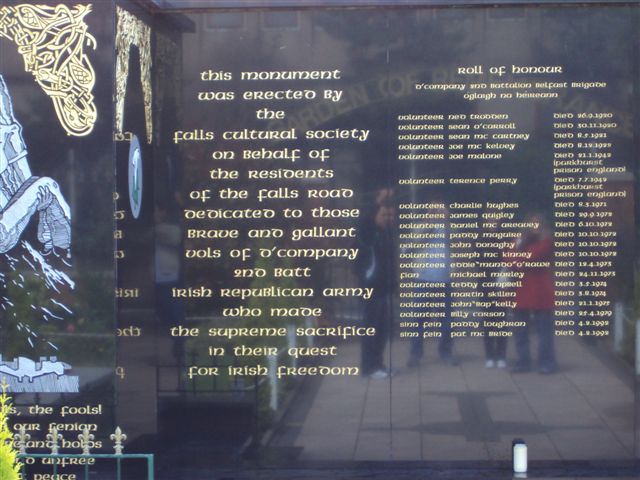 this monument
was erected by
the
falls cultural society
on behalf of
the residents
of the falls road
dedicated to those
brave and gallant
vols of d'company
2nd batt
irish republican army
who made
the supreme sacrifice
in their quest
for irish freedom
roll of honour
d'company 2nd battalion belfast brigade
óglaigh na héireann
volunteer ned trodden died 26.9.1920
volunteer sean o'carroll died 30.11.1920
volunteer sean mc cartney died 8.5.1921
volunteer joe mc kelvey died 8.12.1922
volunteer joe malone died 21.1.1942
(parkhurst
prison england)
volunteer terence perry died 7.7.1942
(parkhurst
prison england)
volunteer charlie hughes died 8.3.1971
volunteer james quigley died 29.9.1972
volunteer daniel mc areavey died 6.10.1972
volunteer paddy maguire died 10.10.1972
volunteer john donaghy died 10.10.1972
volunteer joseph mc kinney died 10.10.1972
volunteer eddie "mundo" o'rawe died 12.4.1973
fian michael marley died 24.11.1973
volunteer teddy campbell died 3.5.1974
volunteer martin skillen died 3.8.1974
volunteer john "bap" kelly died 21.1.1975
volunteer billy carson died 25.4.1979
sinn fein paddy loughran died 4.2.1992
sinn fein pat mc bride died 4.2.1992
the fools!
our fenian
and holds
unfree
peace